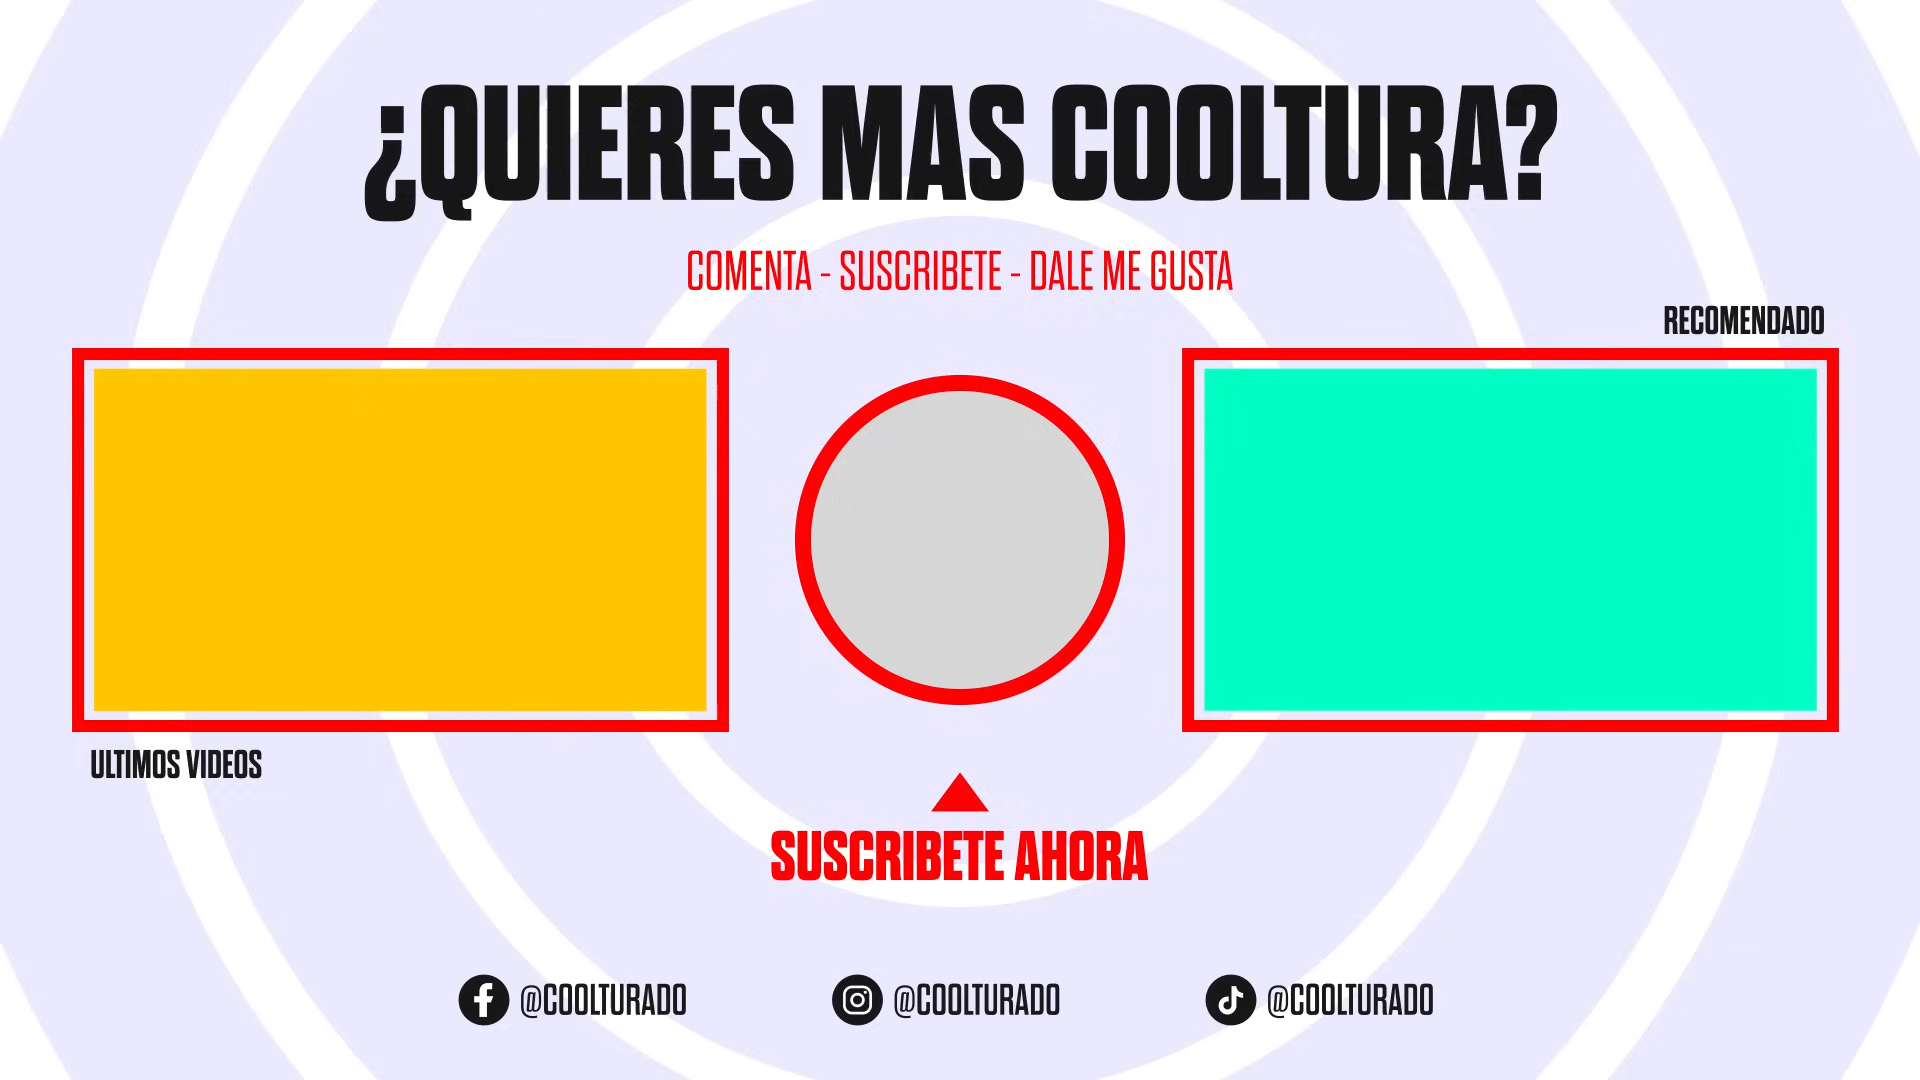 ¿QUIERES MAS COOLTURA?
COMENTA - SUSCRIBETE - DALE ME GUSTA
RECOMENDADO
ULTIMOS VIDEOS
SUSCRIBETE AHORA
@COOLTURADO
@COOLTURADO
@COOLTURADO